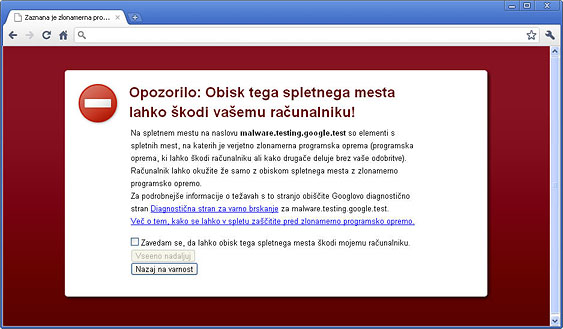 Zaznana je zlonamerna pro...
Opozorilo: Obisk tega spletnega mesta
lahko škodi vašemu računalniku!
Na spletnem mestu na naslovu malware.testing.google.test so elementi s
spletnih mest, na katerih je verjetno zlonamerna programska oprema (programska
oprema, ki lahko škodi računalniku ali kako drugače deluje brez vaše odobritve).
Računalnik lahko okužite že samo z obiskom spletnega mesta z zlonamerno
programsko opremo.
Za podrobnejše informacije o težavah s to stranjo obiščite Googlovo diagnostično
stran Diagnostična stran za varno brskanje za malware.testing.google.test.
Več o tem, kako se lahko v spletu zaščitite pred zlonamerno programsko opremo.
Zavedam se, da lahko obisk tega spletnega mesta škodi mojemu računalniku.
Vseeno nadaljuj
Nazaj na varnost